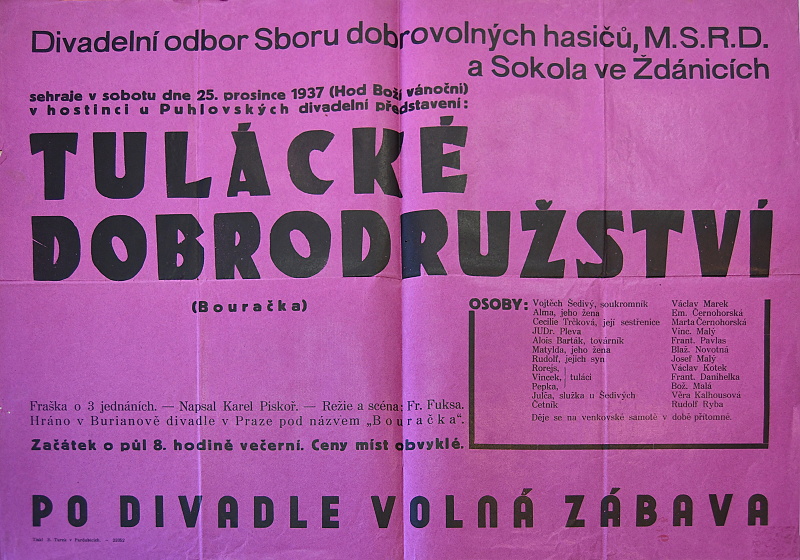 Divadelní odbor Sboru dobrovolných hasičů, M.S.R.D.
a Sokola ve Ždánicích
sehraje v sobotu dne 25. prosince 1937 (Hod Boží vánoční)
v hostinci u Puhlovských divadelní představení:
TULÁCKÉ
DOBRODRUŽSTVÍ
(Bouračka)
OSOBY:
Vojtěch Šedivý, soukromník Václav Marek
Alma, jeho žena Em. Černohorská
Cecilie Trčková, její sestřenice Marta Černohorská
JUDr. Pleva Vinc. Malý
Alois Barták, továrník Frant. Pavlas
Matylda, jeho žena Blaž. Novotná
Rudolf, jejich syn Josef Malý
Rorejs, Václav Kotek
Vincek, tuláci Frant. Danihelka
Pepka, Bož. Malá
Julča, služka u Šedivých Věra Kalhousová
Četník Rudolf Ryba
Děje se na venkovské samotě v době přítomné.
Fraška o 3 jednáních. — Napsal Karel Piskoř. — Režie a scéna: Fr. Fuksa.
Hráno v Burianově divadle v Praze pod názvem „Bouračka".
Začátek o půl 8. hodině večerní. Ceny míst obvyklé.
PO DIVADLE VOLNÁ ZÁBAVA